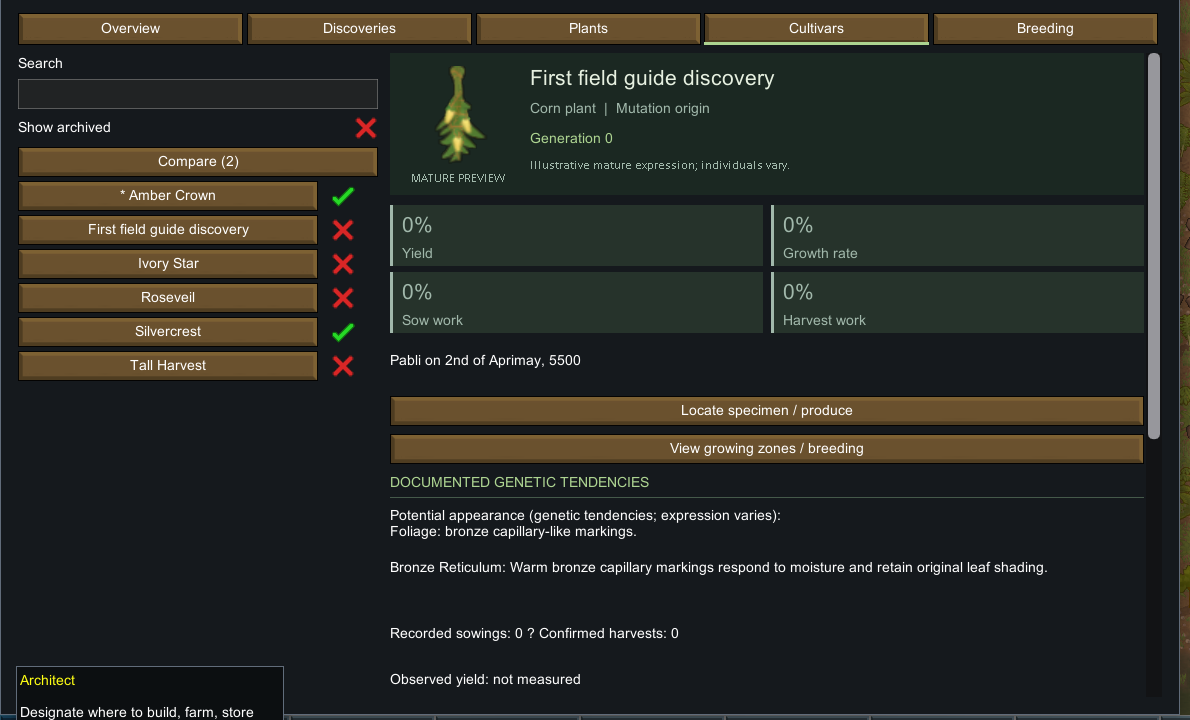 Overview
Discoveries
Plants
Cultivars
Breeding
Search
Show archived
Compare (2)
* Amber Crown
First field guide discovery
Ivory Star
Roseveil
Silvercrest
Tall Harvest
MATURE PREVIEW
First field guide discovery
Corn plant | Mutation origin
Generation 0
Illustrative mature expression; individuals vary.
0%
Yield
0%
Growth rate
0%
Sow work
0%
Harvest work
Pabli on 2nd of Aprimay, 5500
Locate specimen / produce
View growing zones / breeding
DOCUMENTED GENETIC TENDENCIES
Potential appearance (genetic tendencies; expression varies):
Foliage: bronze capillary-like markings.
Bronze Reticulum: Warm bronze capillary markings respond to moisture and retain original leaf shading.
Recorded sowings: 0 ? Confirmed harvests: 0
Observed yield: not measured
Architect
Designate where to build, farm, store